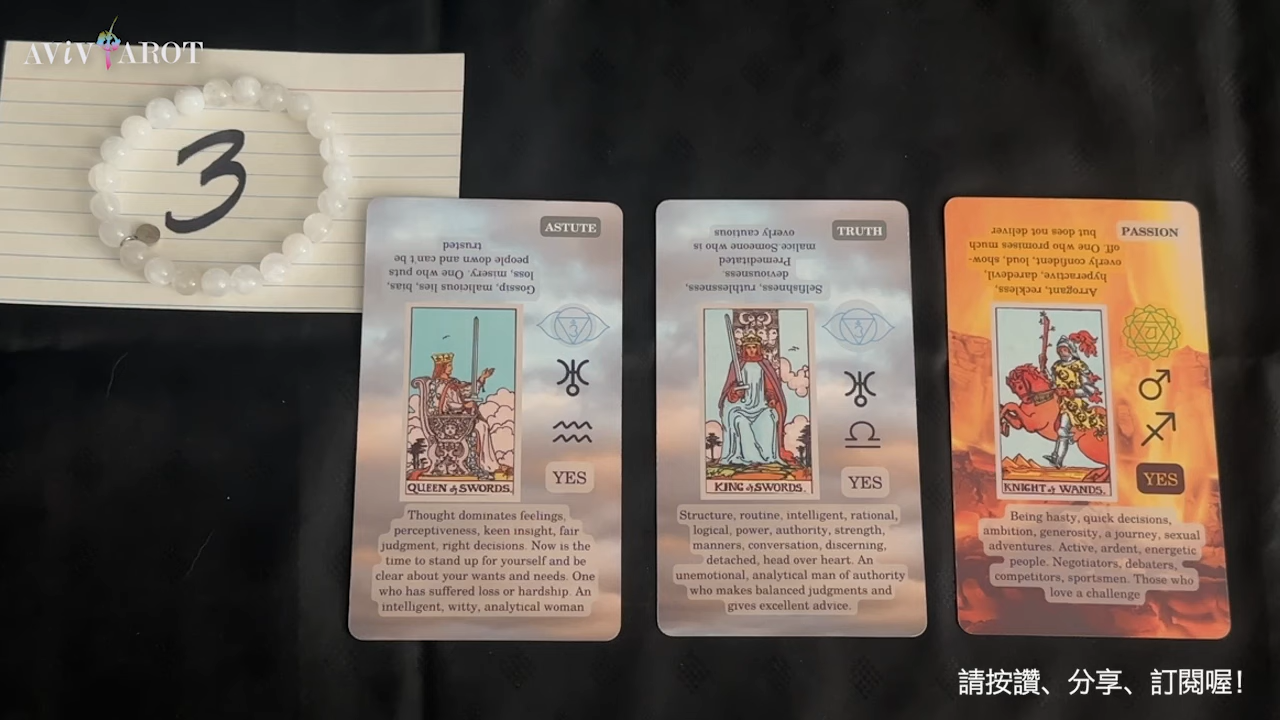 AViV TAROT
3
ASTUTE
Gossip, malicious lies, bias,
loss, misery. One who puts
people down and can't be
trusted
QUEEN of SWORDS.
YES
Thought dominates feelings,
perceptiveness, keen insight, fair
judgment, right decisions. Now is the
time to stand up for yourself and be
clear about your wants and needs. One
who has suffered loss or hardship. An
intelligent, witty, analytical woman
TRUTH
Selfishness, ruthlessness,
deviousness.
Premeditated
malice Someone who is
overly cautious
KING of SWORDS.
YES
Structure, routine, intelligent, rational,
logical, power, authority, strength,
manners, conversation, discerning,
detached, head over heart. An
unemotional, analytical man of authority
who makes balanced judgments and
gives excellent advice.
PASSION
Arrogant, reckless,
hyperactive, daredevil,
overly confident, loud, show-
off. One who promises much
but does not deliver
KNIGHT of WANDS.
YES
Being hasty, quick decisions,
ambition, generosity, a journey, sexual
adventures. Active, ardent, energetic
people. Negotiators, debaters,
competitors, sportsmen. Those who
love a challenge
請按讚、分享、訂閱喔!